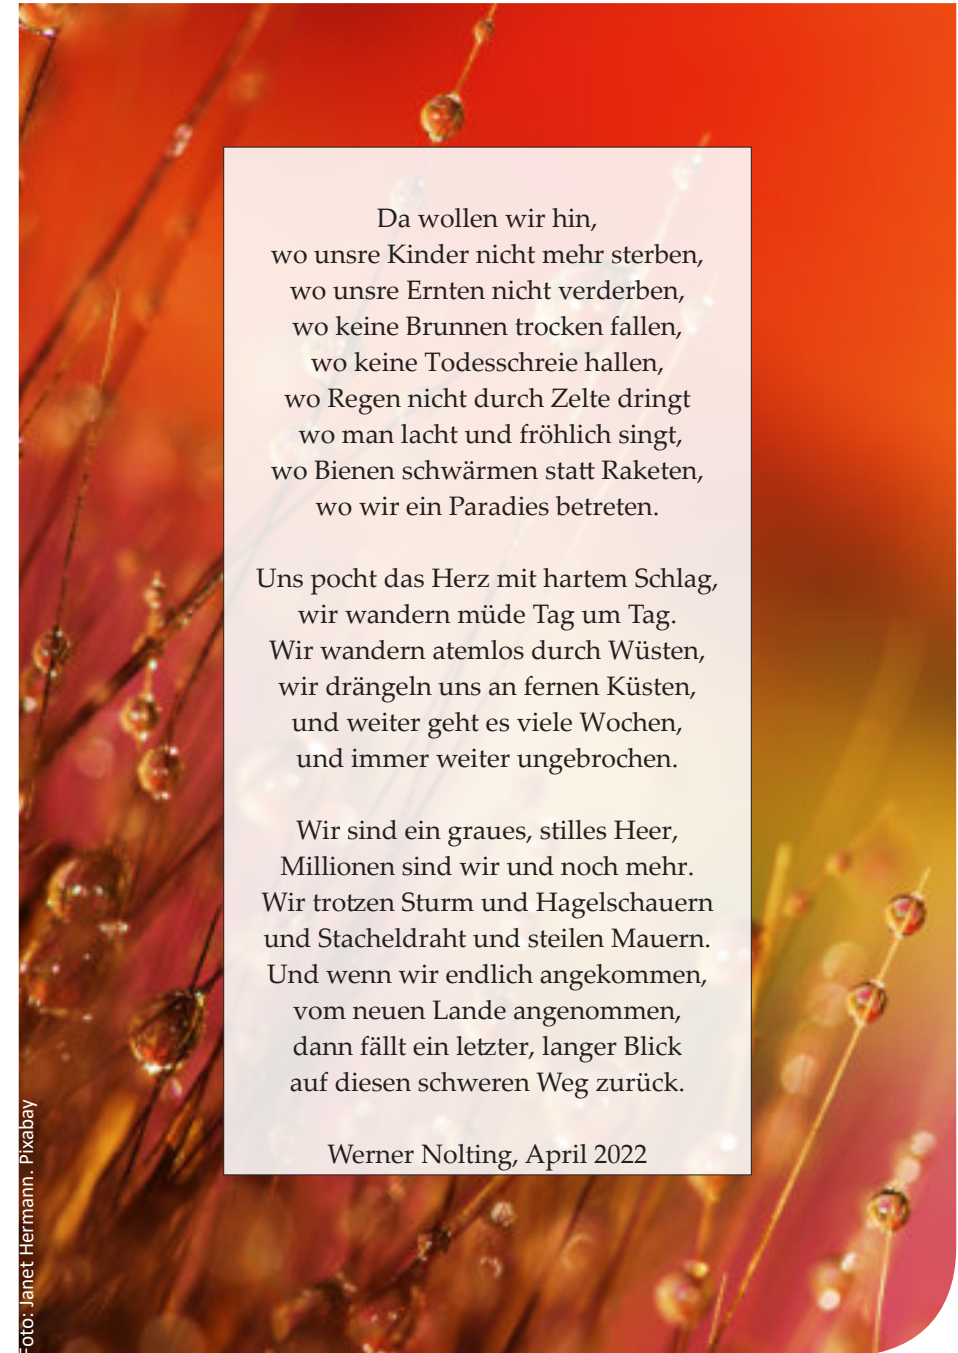 Da wollen wir hin,
wo unsre Kinder nicht mehr sterben,
wo unsre Ernten nicht verderben,
wo keine Brunnen trocken fallen,
wo keine Todesschreie hallen,
wo Regen nicht durch Zelte dringt
wo man lacht und fröhlich singt,
wo Bienen schwärmen statt Raketen,
wo wir ein Paradies betreten.
Uns pocht das Herz mit hartem Schlag,
wir wandern müde Tag um Tag.
Wir wandern atemlos durch Wüsten,
wir drängeln uns an fernen Küsten,
und weiter geht es viele Wochen,
und immer weiter ungebrochen.
Wir sind ein graues, stilles Heer,
Millionen sind wir und noch mehr.
Wir trotzen Sturm und Hagelschauern
und Stacheldraht und steilen Mauern.
Und wenn wir endlich angekommen,
vom neuen Lande angenommen,
dann fällt ein letzter, langer Blick
auf diesen schweren Weg zurück.
Werner Nolting, April 2022
Foto: Janet Hermann. Pixabay